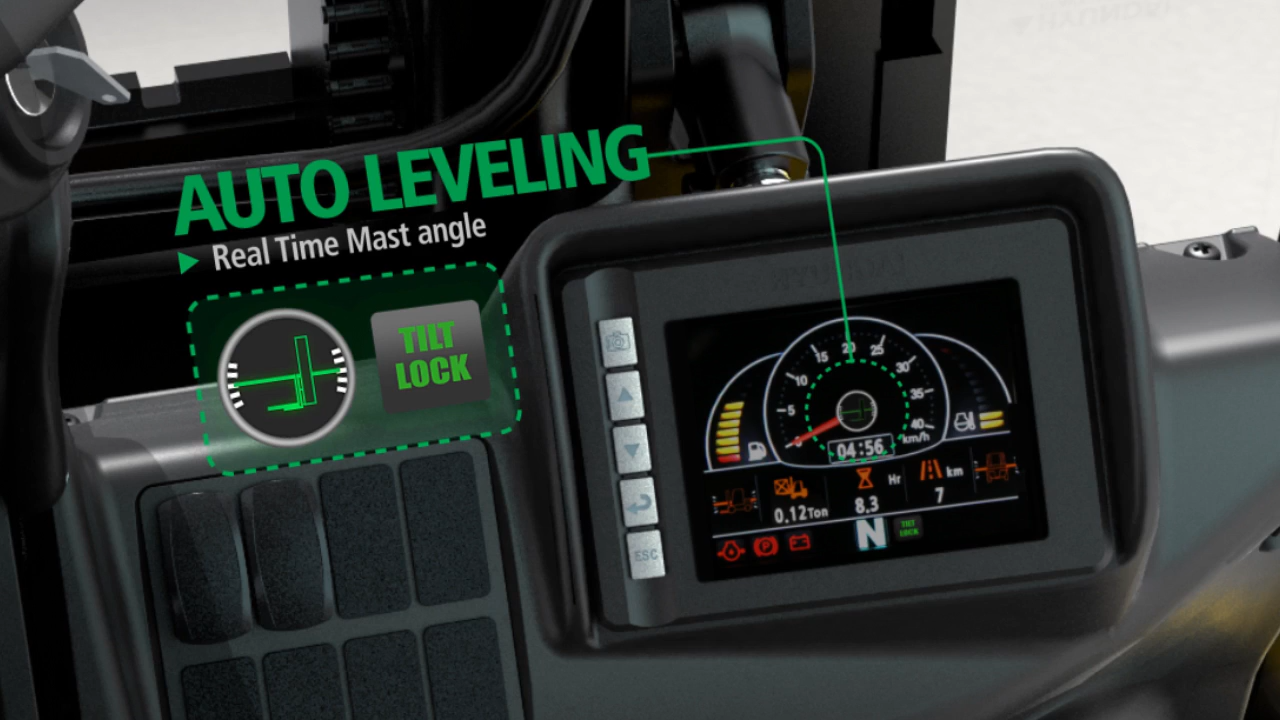 AUTO LEVELING
Real Time Mast angle
TILT
LOCK
5
10
15
20
25
30
35
40
km/h
04:56
0.12Ton
8.3
Hr
7
km
N
TILT
LOCK
P
ESC